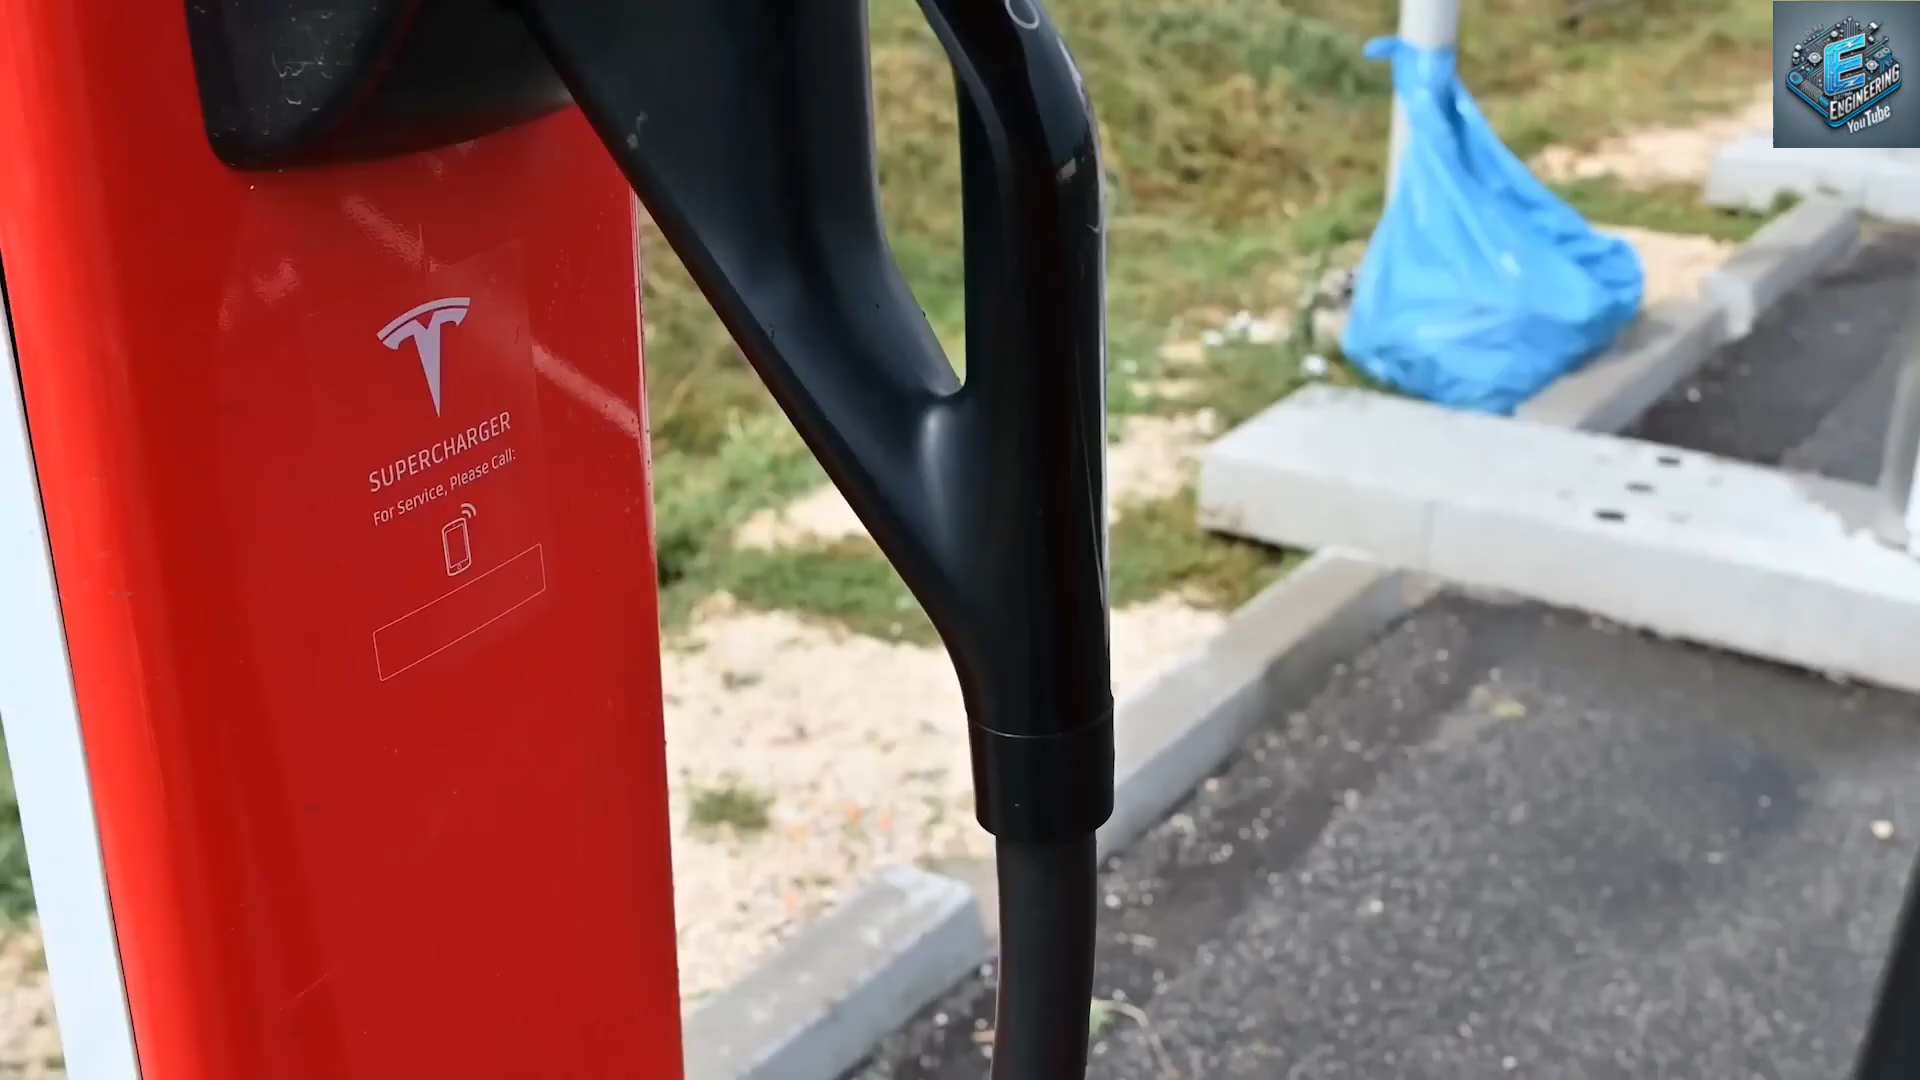 SUPERCHARGER
For Service, Please Call:
E
ENGINEERING
YouTube